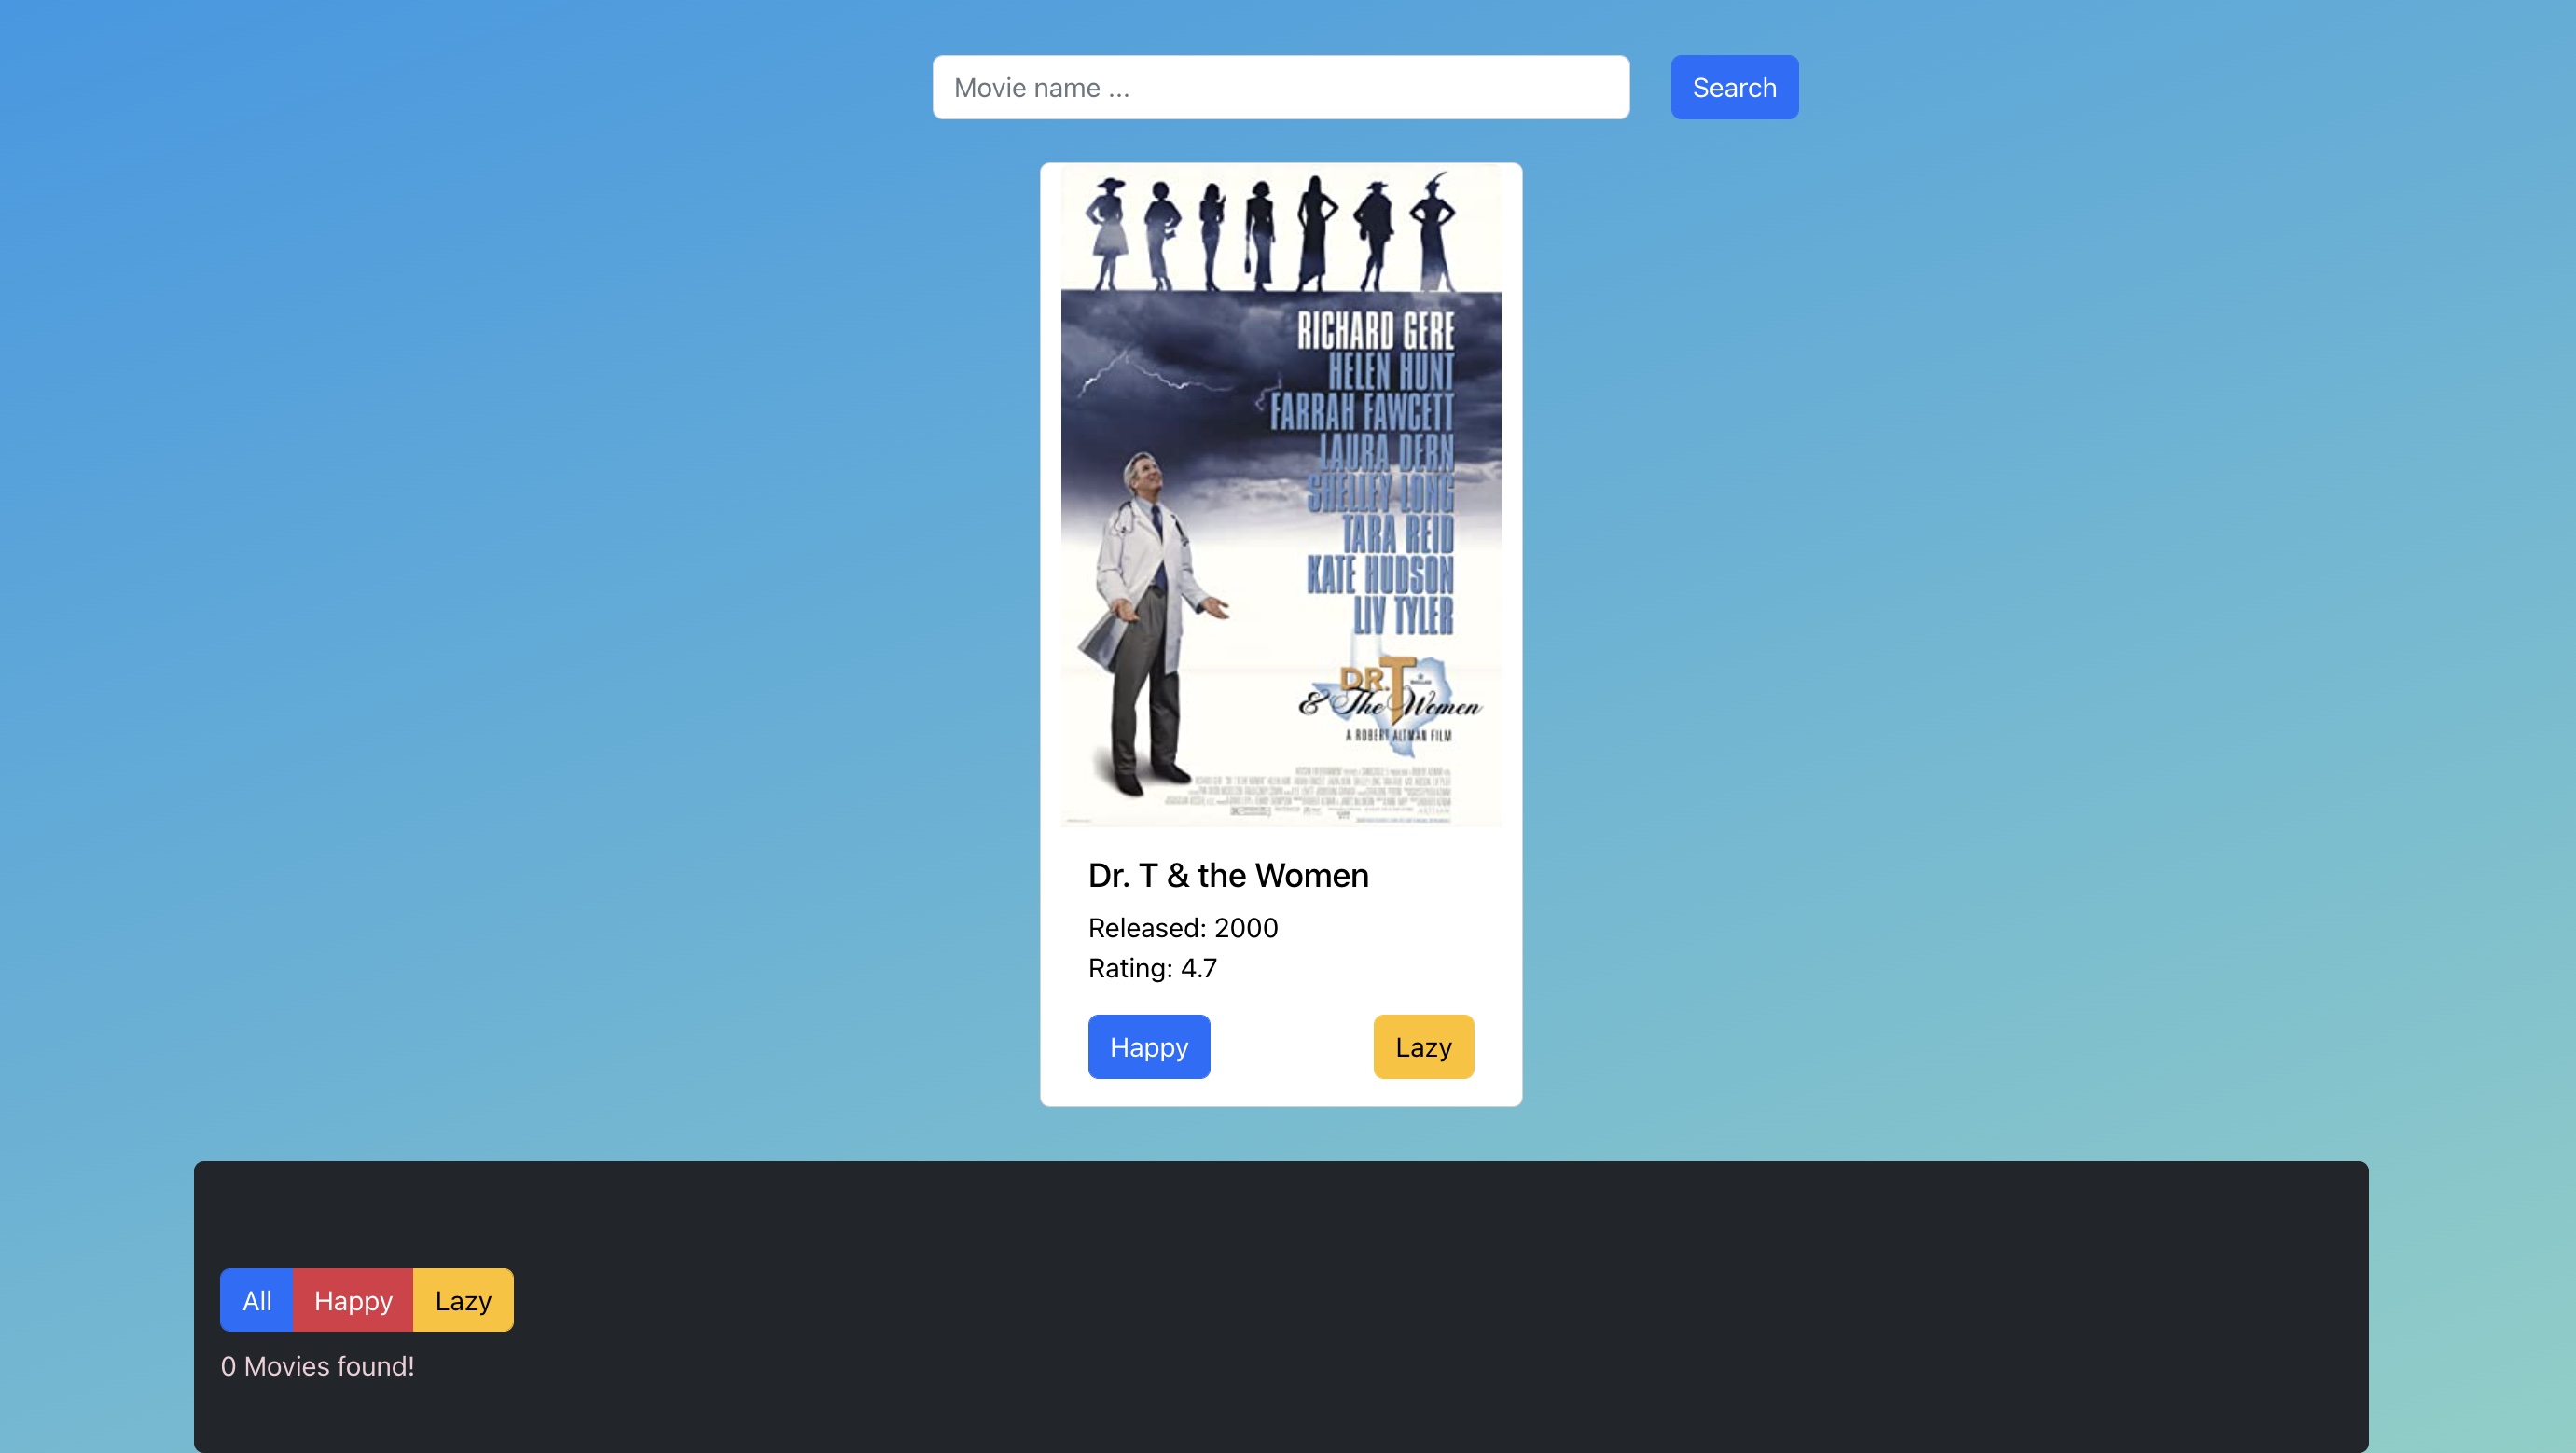 Movie name ...
Search
RICHARD GERE
HELEN HUNT
FARRAH FAWCETT
LAURA DERN
SHELLEY LONG
TARA REID
KATE HUDSON
LIV TYLER
DR. T
& The Women
A ROBERT ALTMAN FILM
Dr. T & the Women
Released: 2000
Rating: 4.7
Happy
Lazy
All
Happy
Lazy
0 Movies found!